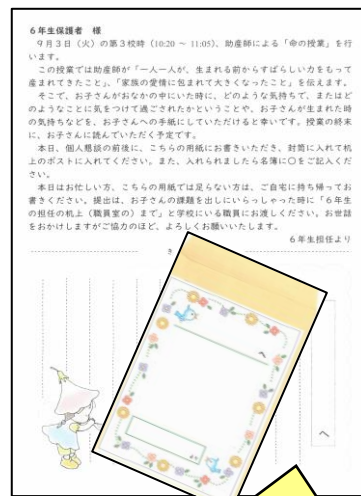 ６年生保護者　様
　９月３日（火）の第３校時（10:20 ～ 11:05）、助産師による「命の授業」を行
います。
　この授業では助産師が「一人一人が、生まれる前からすばらしい力をもって
産まれてきたこと」、「家族の愛情に包まれて大きくなったこと」を伝えます。
　そこで、お子さんがおなかの中にいた時に、どのような気持ちで、またはど
のようなことに気をつけて過ごされたかということや、お子さんが生まれた時
の気持ちなどを、お子さんへの手紙にしていただけると幸いです。授業の終末
に、お子さんに読んでいただく予定です。
　本日、個人懇談の前後に、こちらの用紙にお書きいただき、封筒に入れて机
上のポストに入れてください。また、入れられましたら名簿に〇をご記入くだ
さい。
　本日はお忙しい方、こちらの用紙では足らない方は、ご自宅に持ち帰ってお
書きください。提出は、お子さんの課題を出しにいらっしゃった時に「６年生
の担任の机上（職員室の）まで」と学校にいる職員にお渡しください。お世話
をおかけしますがご協力のほど、よろしくお願いいたします。
６年生担任より
き
へ
へ